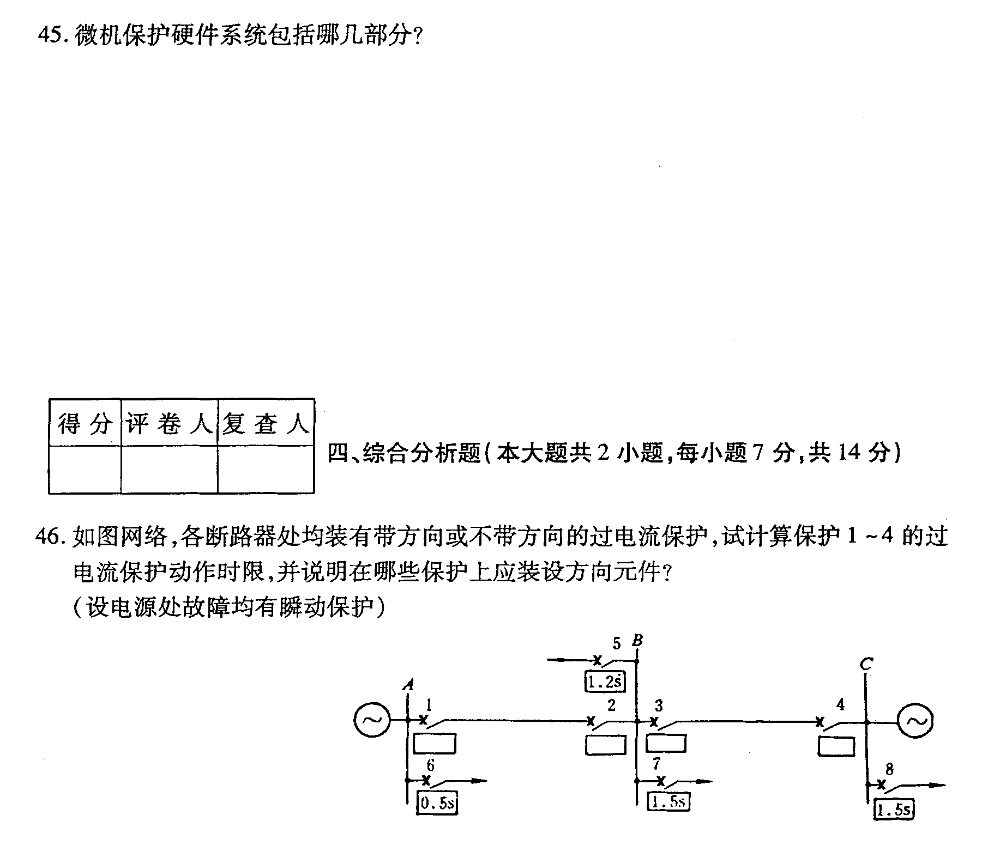 45. 微机保护硬件系统包括哪几部分?
得 分 评 卷 人 复 查 人
四、综合分析题(本大题共2小题,每小题7分,共14分)
46. 如图网络,各断路器处均装有带方向或不带方向的过电流保护,试计算保护1~4的过
电流保护动作时限,并说明在哪些保护上应装设方向元件?
(设电源处故障均有瞬动保护)
5 B
1.2s
A
C
1
2
3
4
6
7
8
0.5s
1.5s
1.5s